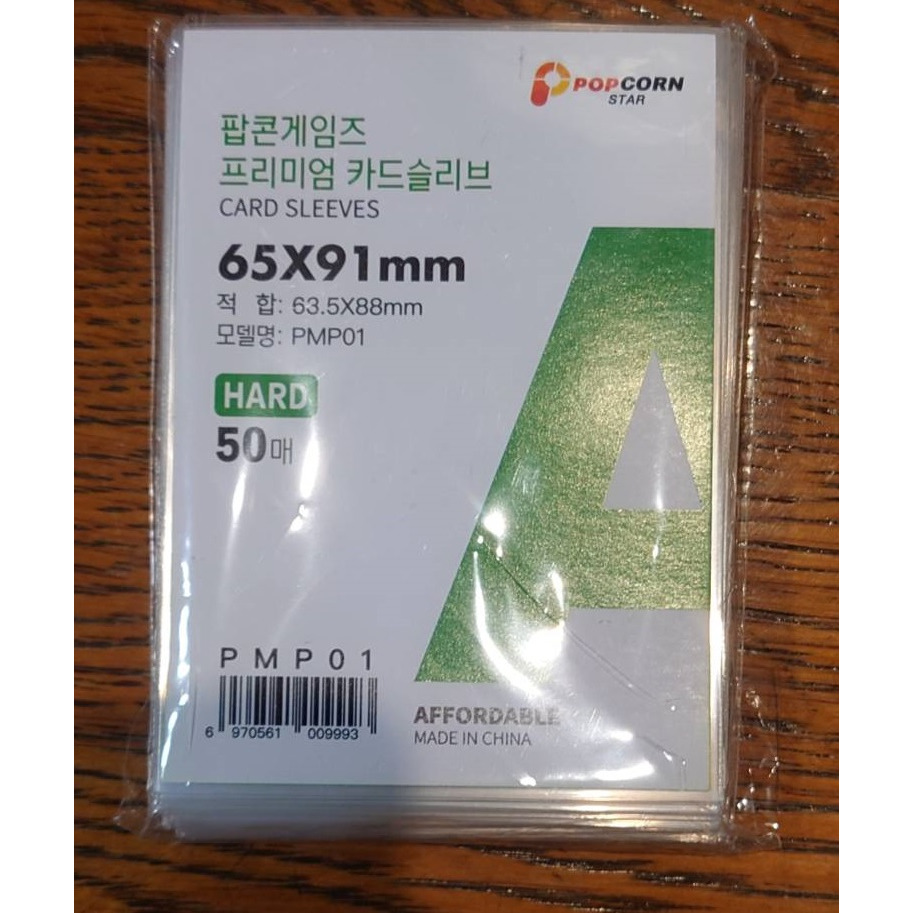 POPCORN
STAR
팝콘게임즈
프리미엄 카드슬리브
CARD SLEEVES
65X91mm
적 합: 63.5X88mm
모델명: PMP01
HARD
50매
PMP01
6 970561 009993
AFFORDABLE
MADE IN CHINA